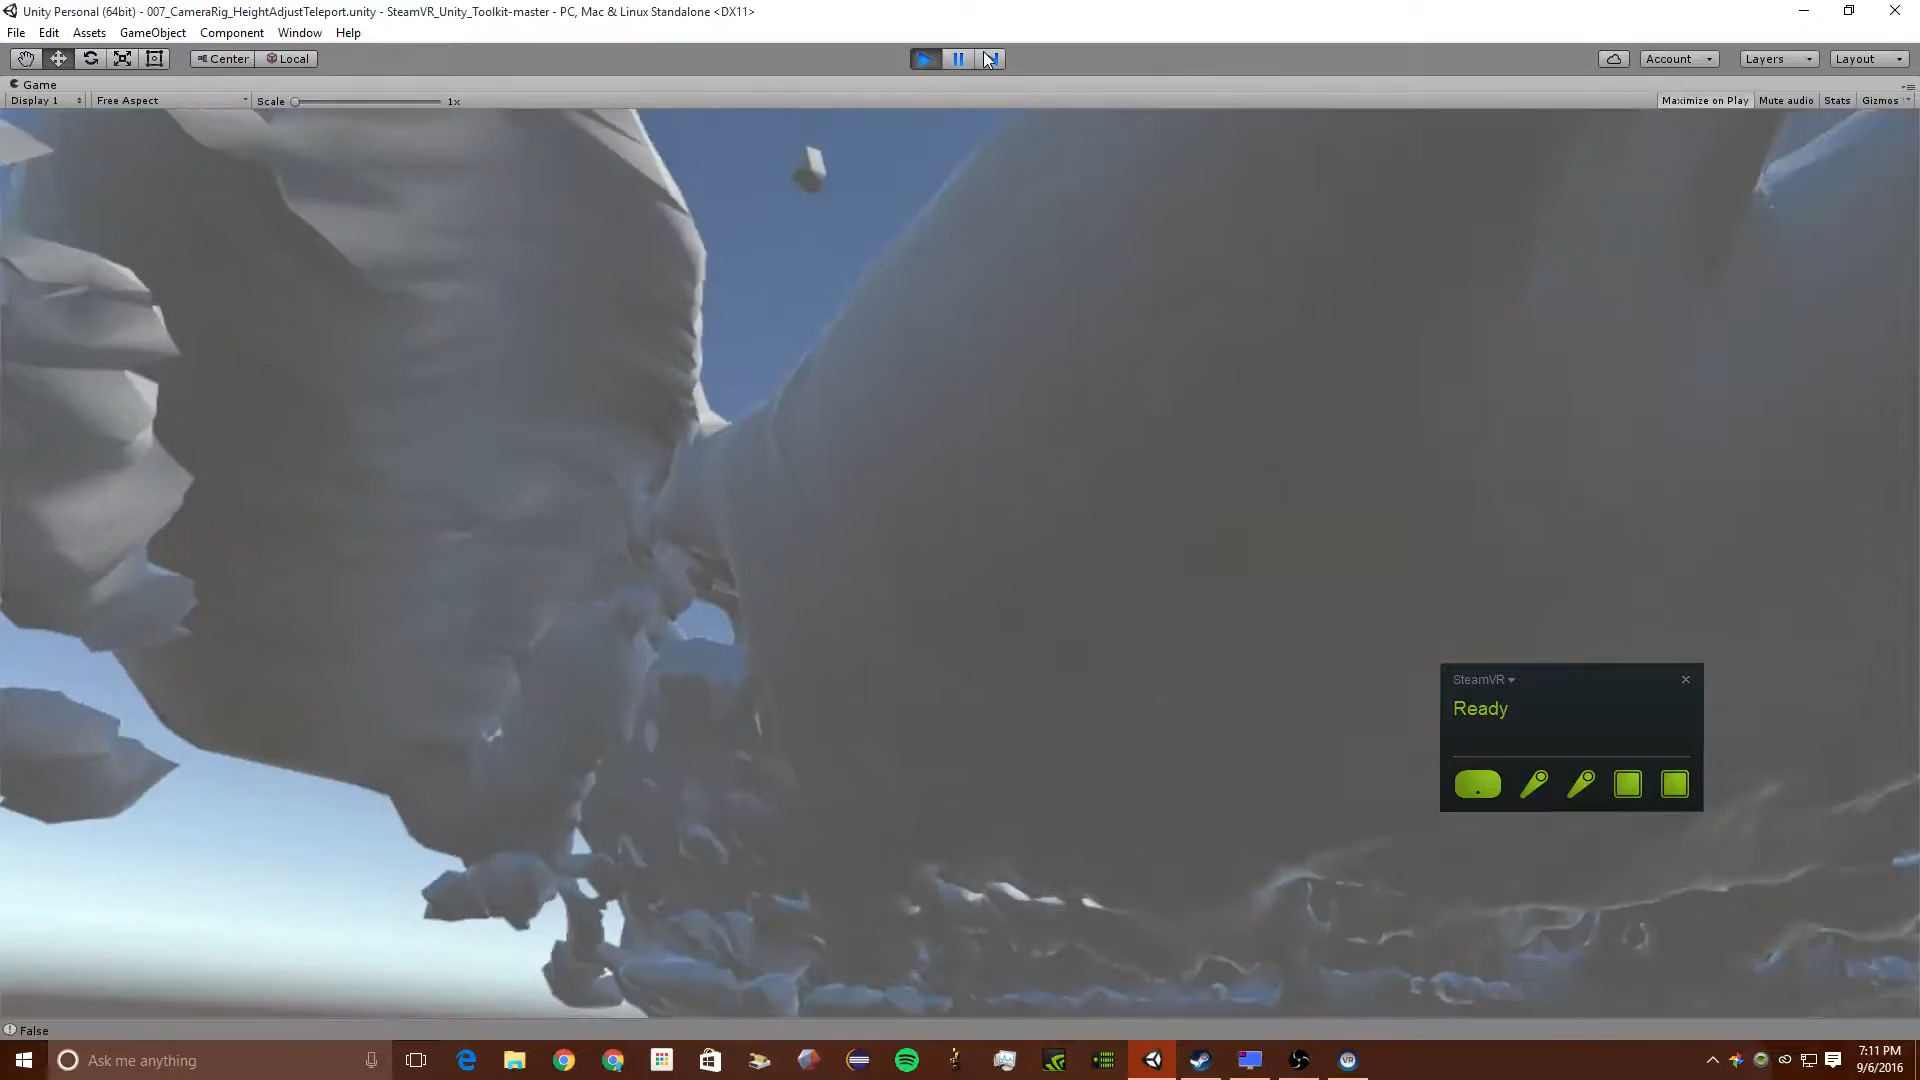 Unity Personal (64bit) - 007_CameraRig_HeightAdjustTeleport.unity - SteamVR_Unity_Toolkit-master - PC, Mac & Linux Standalone <DX11>
File Edit Assets GameObject Component Window Help
Center Local Account Layers Layout
Game
Display 1 Free Aspect Scale 1x Maximize on Play Mute audio Stats Gizmos
SteamVR
Ready
False
Ask me anything
7:11 PM
9/6/2016